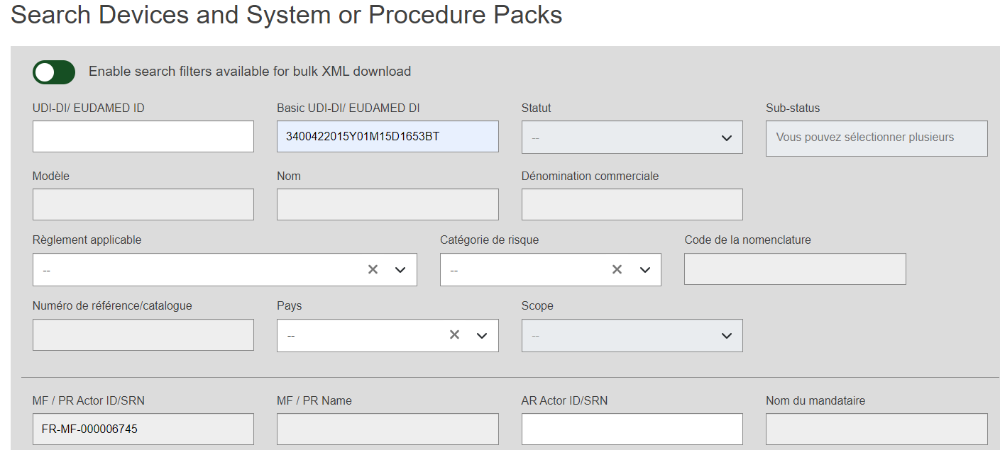 Search Devices and System or Procedure Packs
Enable search filters available for bulk XML download
UDI-DI/ EUDAMED ID
Basic UDI-DI/ EUDAMED DI
Statut
Sub-status
3400422015Y01M15D1653BT
--
Vous pouvez sélectionner plusieurs
Modèle
Nom
Dénomination commerciale
Règlement applicable
Catégorie de risque
Code de la nomenclature
--
--
Numéro de référence/catalogue
Pays
Scope
--
--
MF / PR Actor ID/SRN
MF / PR Name
AR Actor ID/SRN
Nom du mandataire
FR-MF-000006745